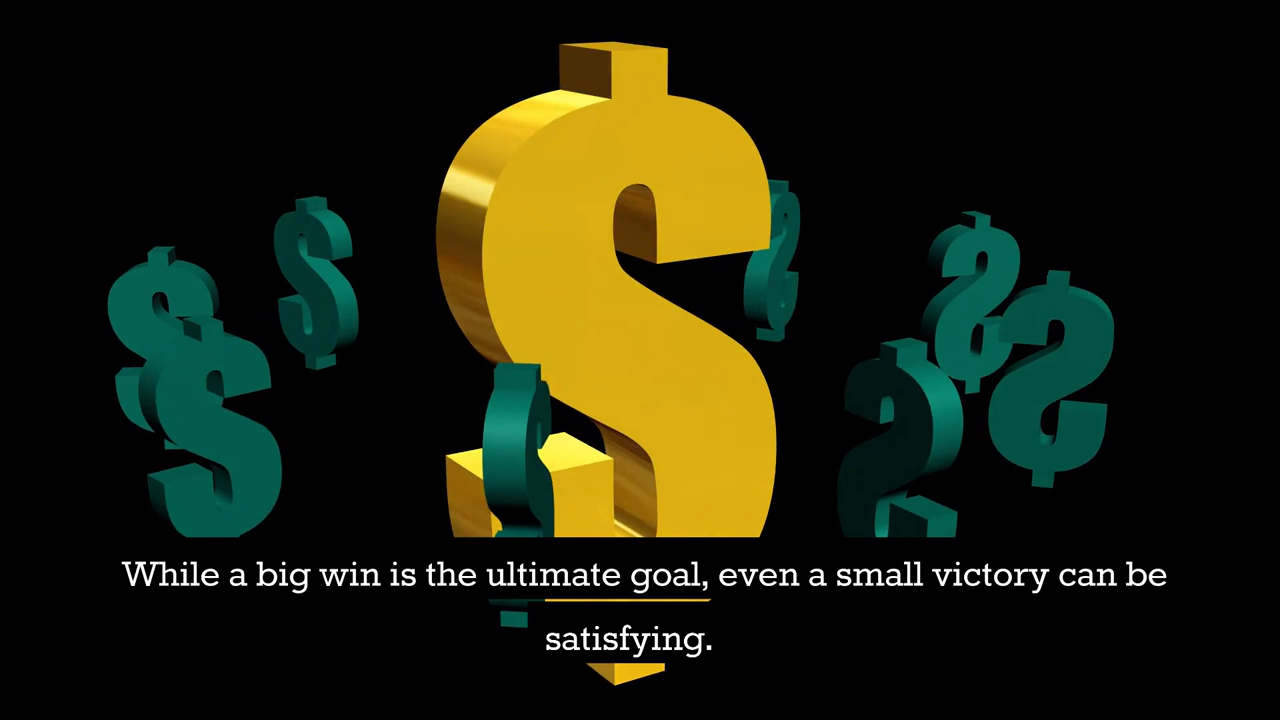 While a big win is the ultimate goal, even a small victory can be
satisfying.